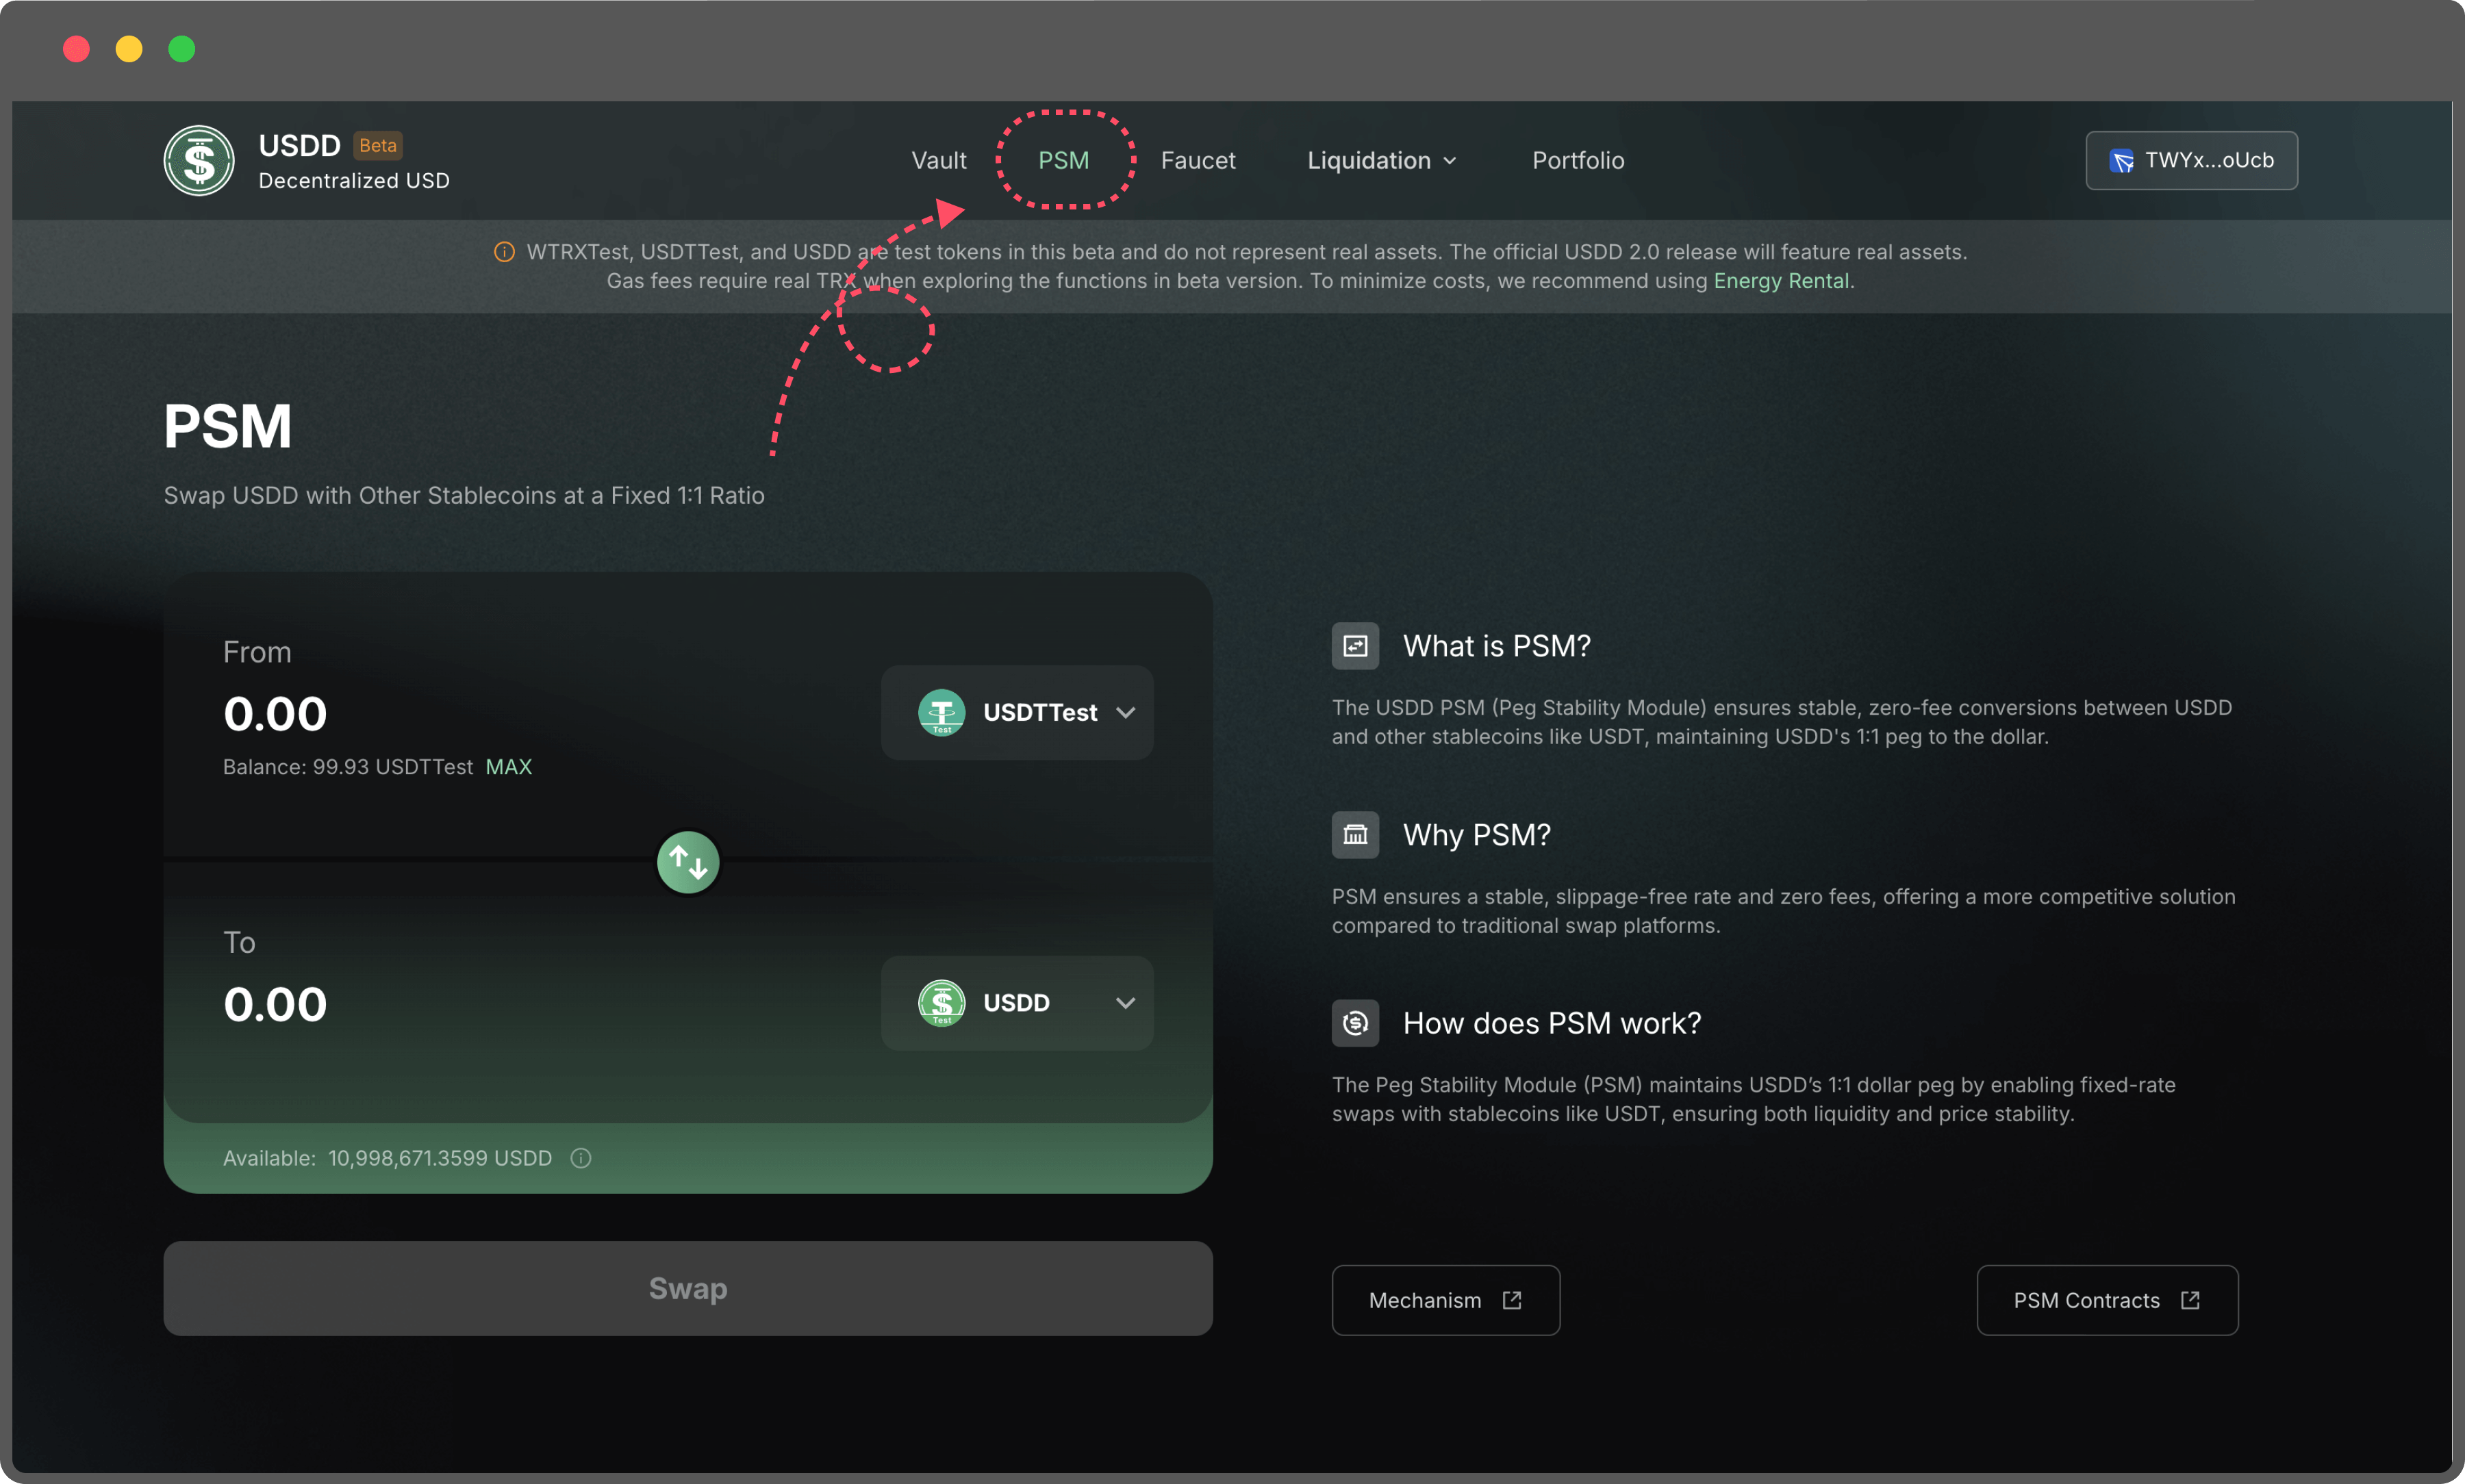 USDD Beta
Decentralized USD
Vault
PSM
Faucet
Liquidation
Portfolio
TWYx...oUcb
WTRXTest, USDTTest, and USDD are test tokens in this beta and do not represent real assets. The official USDD 2.0 release will feature real assets.
Gas fees require real TRX when exploring the functions in beta version. To minimize costs, we recommend using Energy Rental.
PSM
Swap USDD with Other Stablecoins at a Fixed 1:1 Ratio
From
0.00
Test
USDTTest
Balance: 99.93 USDTTest MAX
To
0.00
Test
USDD
Available: 10,998,671.3599 USDD
Swap
What is PSM?
The USDD PSM (Peg Stability Module) ensures stable, zero-fee conversions between USDD
and other stablecoins like USDT, maintaining USDD's 1:1 peg to the dollar.
Why PSM?
PSM ensures a stable, slippage-free rate and zero fees, offering a more competitive solution
compared to traditional swap platforms.
How does PSM work?
The Peg Stability Module (PSM) maintains USDD’s 1:1 dollar peg by enabling fixed-rate
swaps with stablecoins like USDT, ensuring both liquidity and price stability.
Mechanism
PSM Contracts